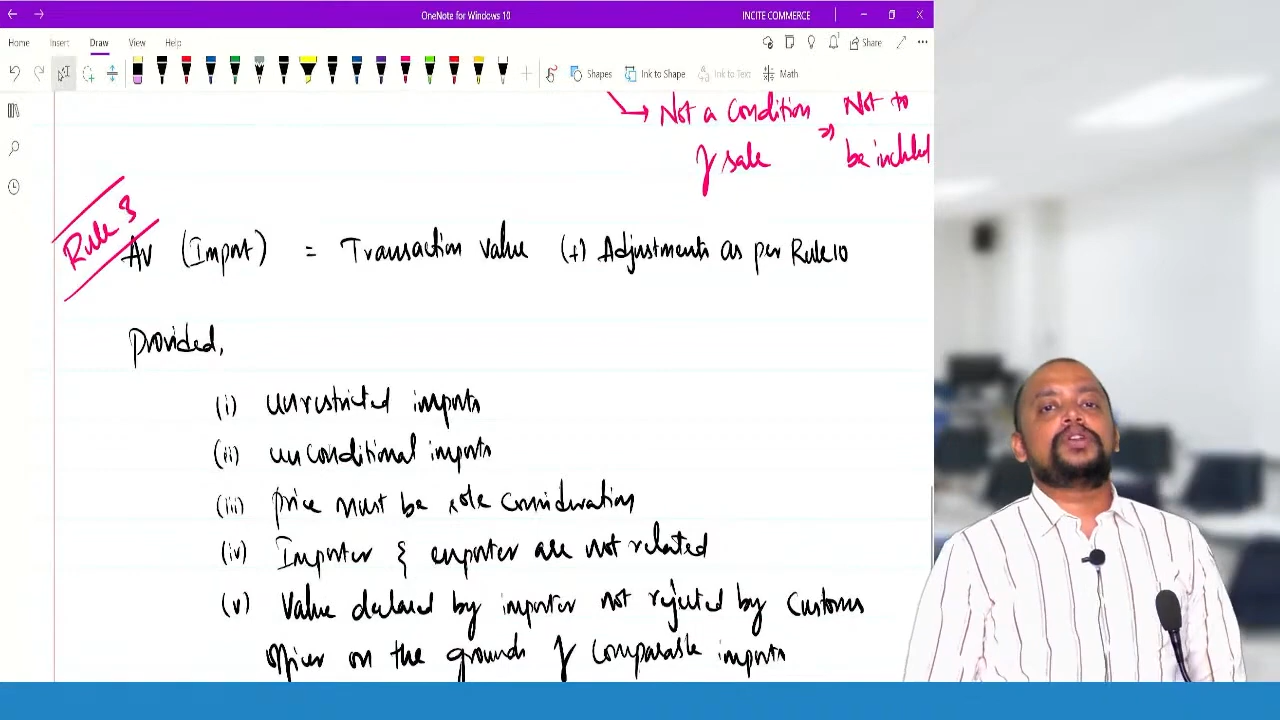 OneNote for Windows 10
INCITE COMMERCE
Home Insert Draw View Help
Share
Shapes
Ink to Shape
Ink to Text
Math
Not a Condition
of sale
⇒ Not to
be included
Rule 3
AV (Import) = Transaction value (+) Adjustments as per Rule 10
Provided,
(i) unrestricted imports
(ii) unconditional imports
(iii) price must be sole consideration
(iv) Importer & exporter are not related
(v) Value declared by importer not rejected by customs
officer on the grounds of comparable imports